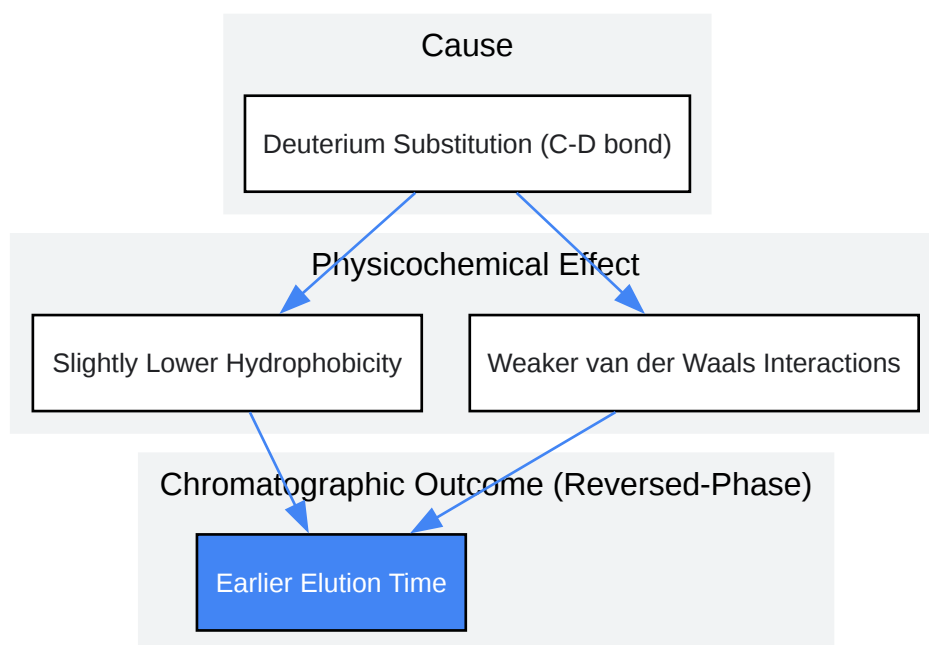 Cause
Deuterium Substitution (C-D bond)
Physicochemical Effect
Slightly Lower Hydrophobicity
Weaker van der Waals Interactions
Chromatographic Outcome (Reversed-Phase)
Earlier Elution Time